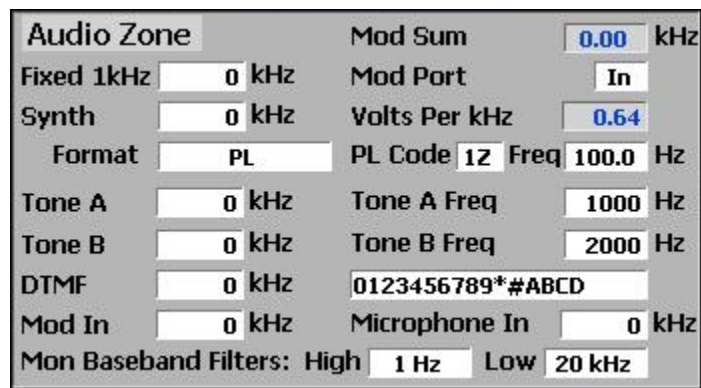 Audio Zone Mod Sum 0.00 kHz
Fixed 1kHz 0 kHz Mod Port In
Synth 0 kHz Volts Per kHz 0.64
Format PL PL Code 1Z Freq 100.0 Hz
Tone A 0 kHz Tone A Freq 1000 Hz
Tone B 0 kHz Tone B Freq 2000 Hz
DTMF 0 kHz 0123456789*#ABCD
Mod In 0 kHz Microphone In 0 kHz
Mon Baseband Filters: High 1 Hz Low 20 kHz